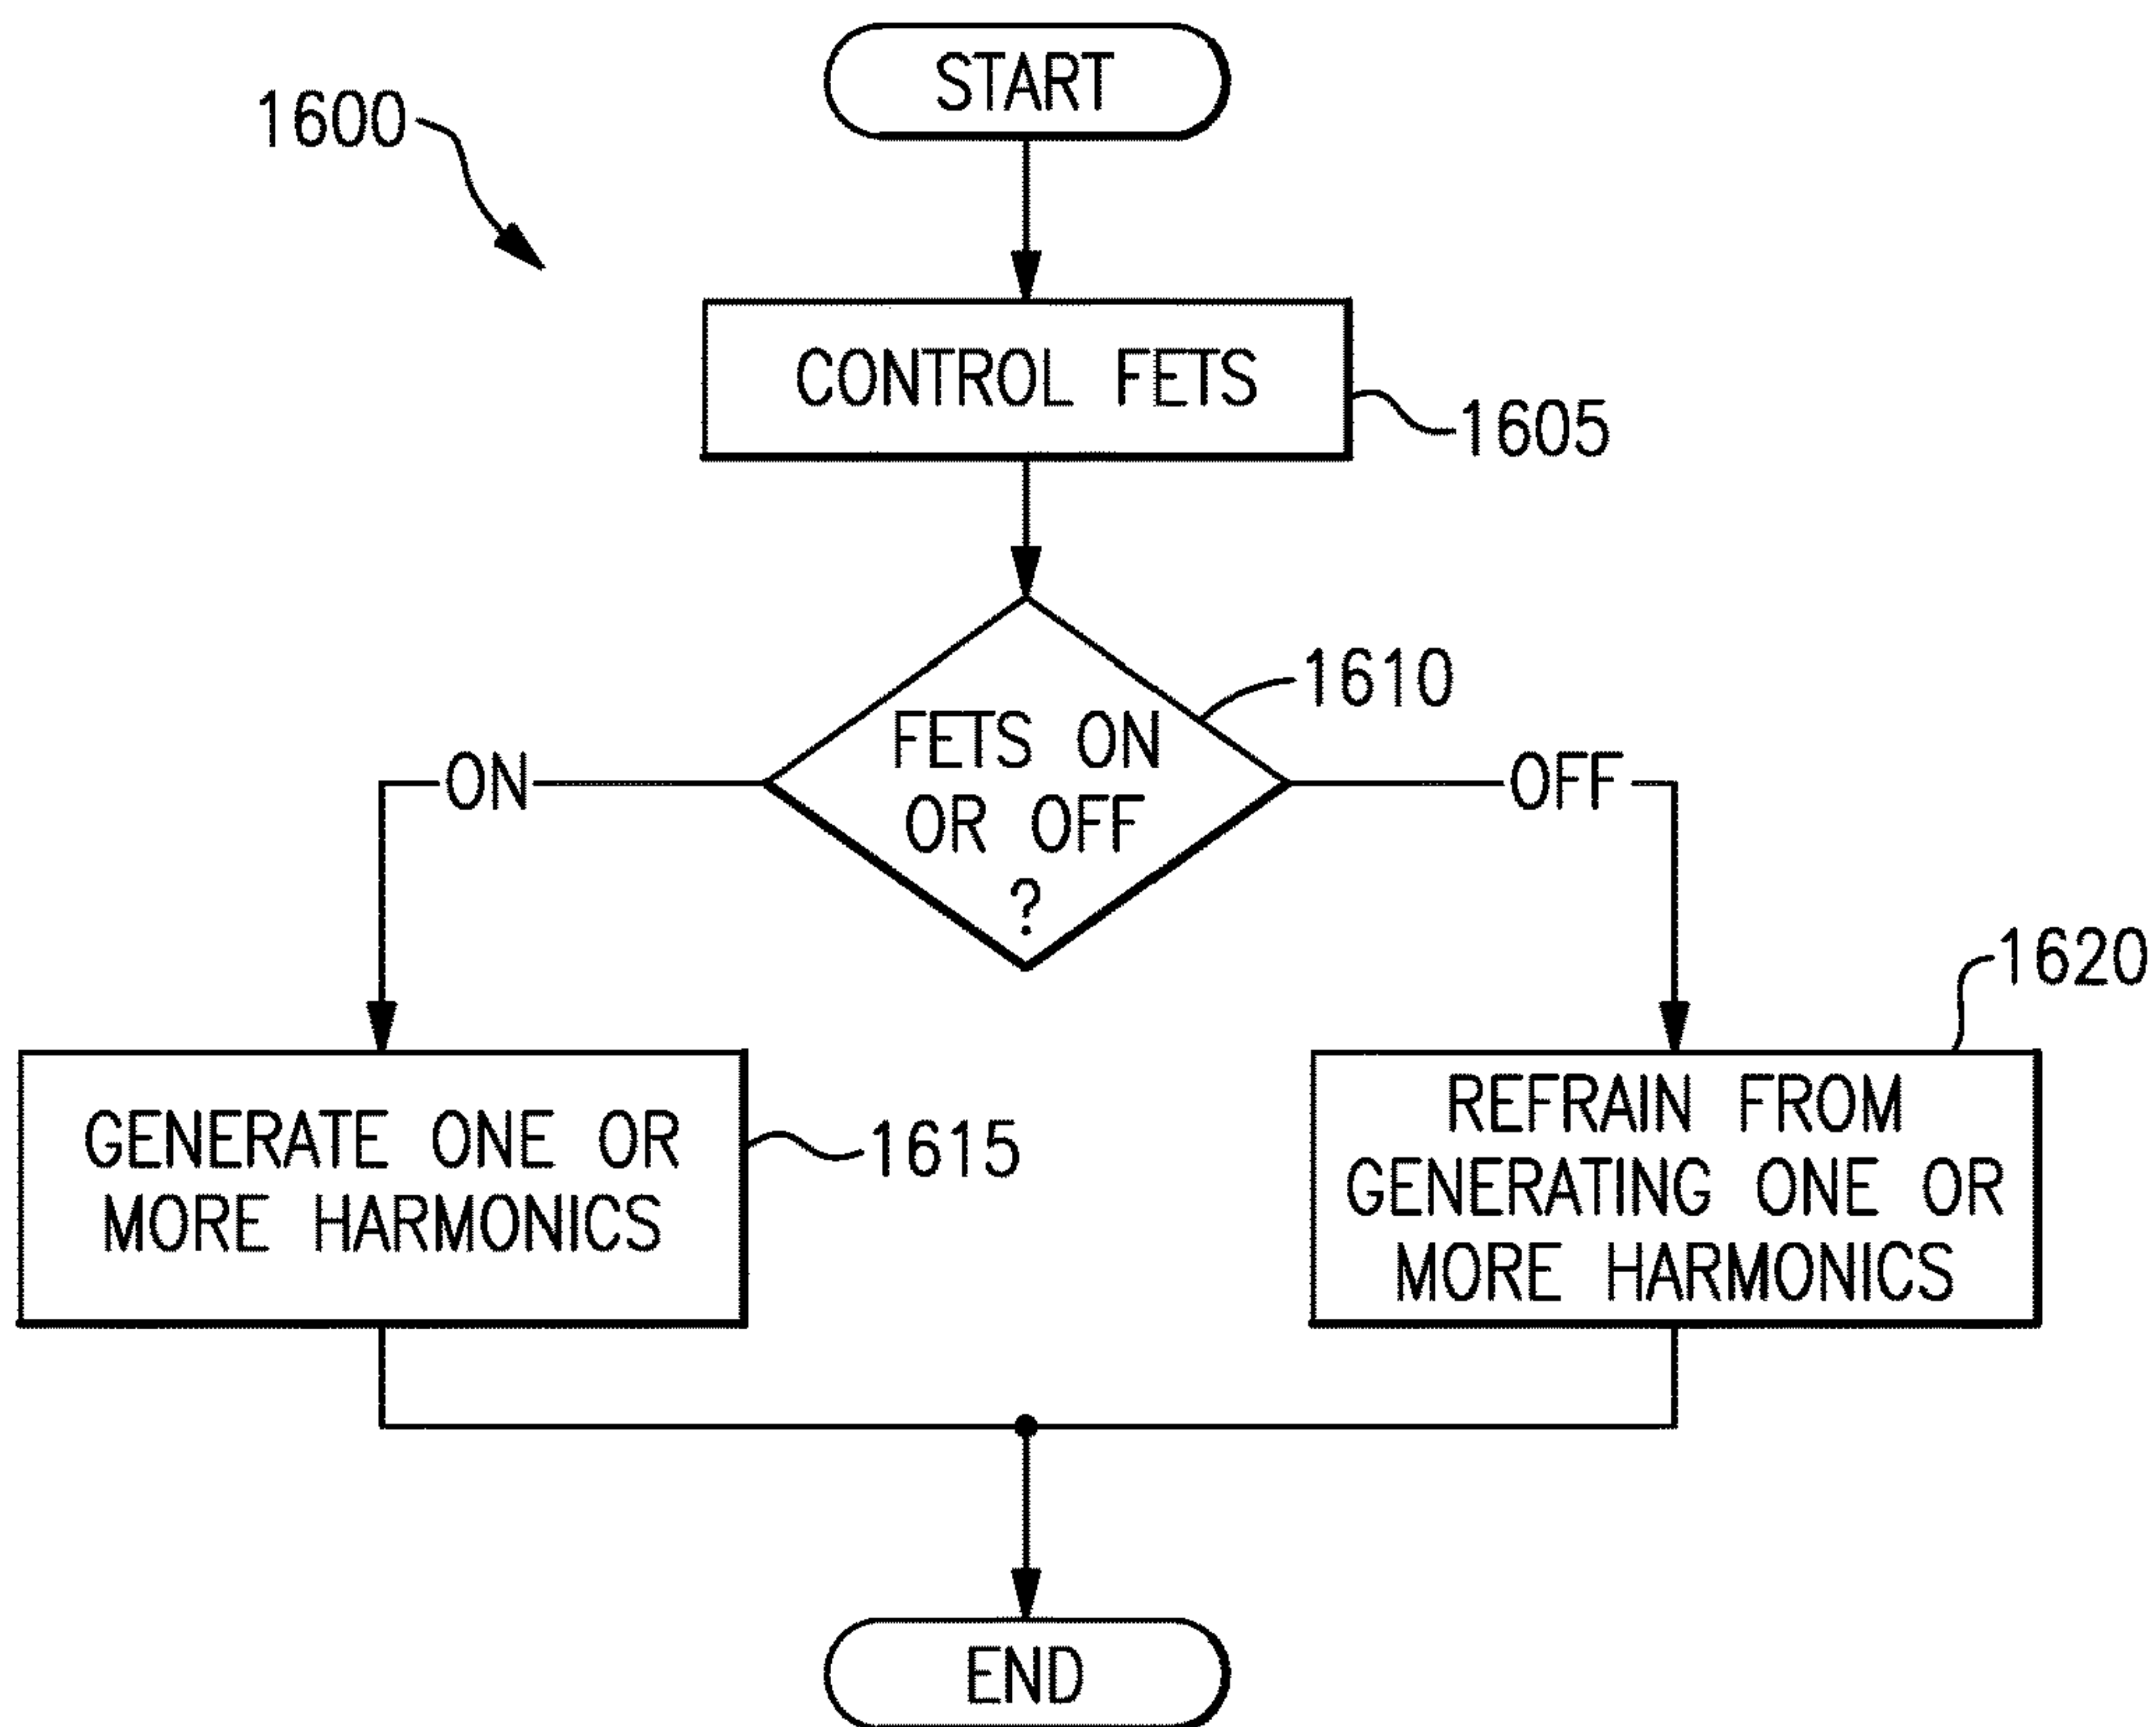 START
1600
CONTROL FETS
1605
1610
FETS ON
OR OFF
?
ON
OFF
1620
GENERATE ONE OR
MORE HARMONICS
1615
REFRAIN FROM
GENERATING ONE OR
MORE HARMONICS
END